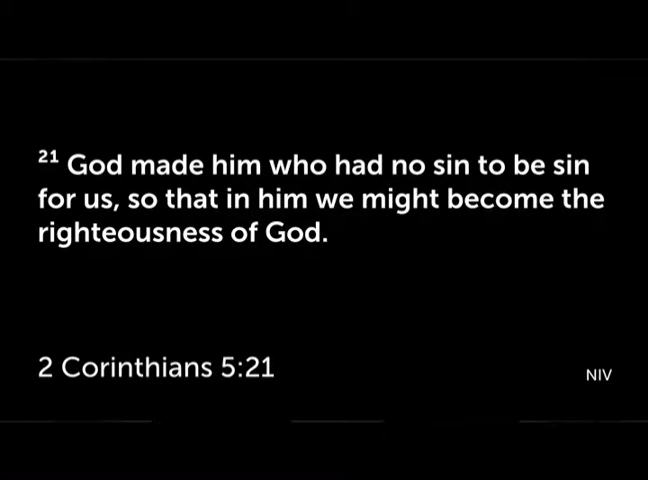 21 God made him who had no sin to be sin
for us, so that in him we might become the
righteousness of God.
2 Corinthians 5:21
NIV